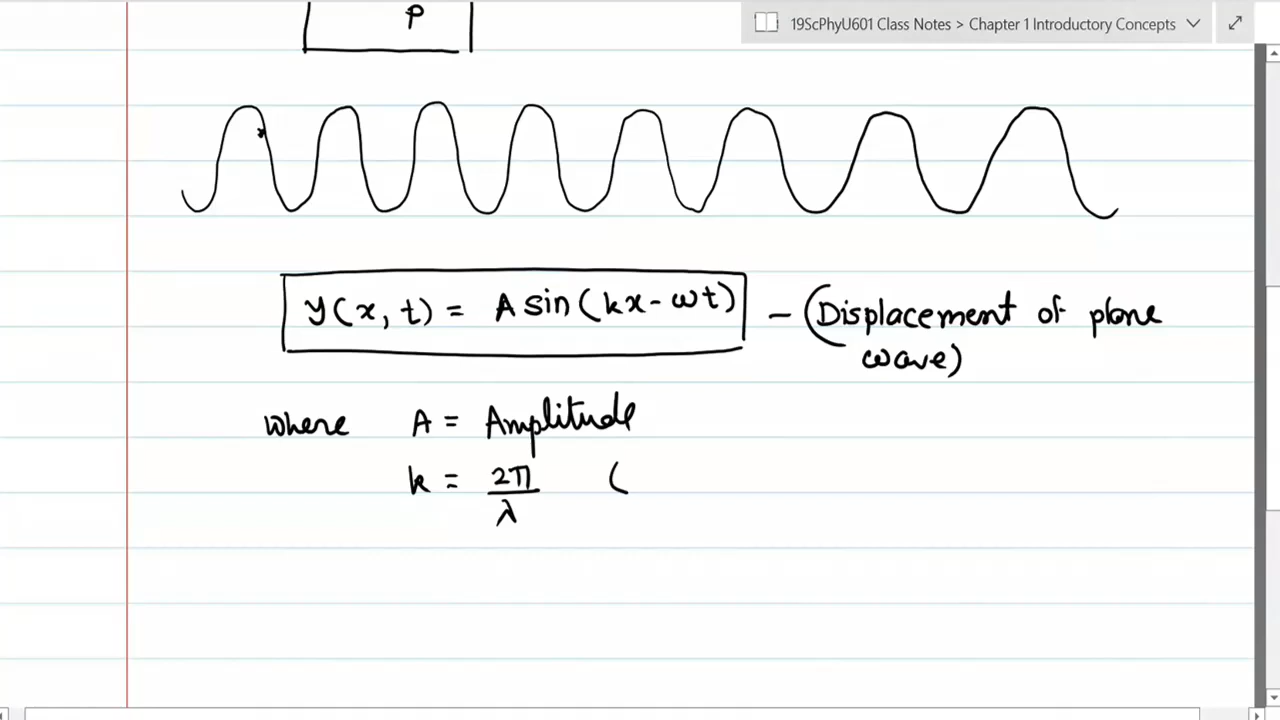 19ScPhyU601 Class Notes > Chapter 1 Introductory Concepts
P
y(x, t) = A sin(kx - ωt) - (Displacement of plane
wave)
where A = Amplitude
k = 2π/λ (